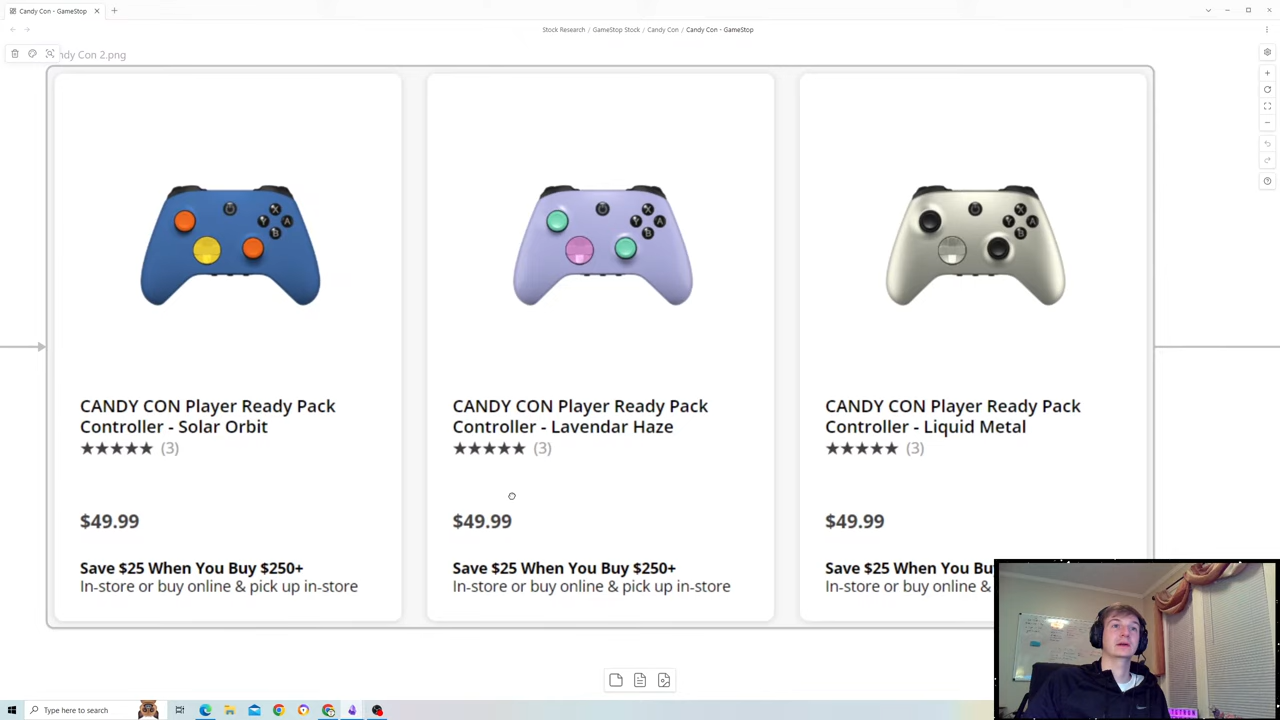 Candy Con - GameStop
Stock Research / GameStop Stock / Candy Con / Candy Con - GameStop
ndy Con 2.png
X
Y
A
B
X
Y
A
B
X
Y
A
B
CANDY CON Player Ready Pack
Controller - Solar Orbit
★★★★★ (3)
$49.99
Save $25 When You Buy $250+
In-store or buy online & pick up in-store
CANDY CON Player Ready Pack
Controller - Lavendar Haze
★★★★★ (3)
$49.99
Save $25 When You Buy $250+
In-store or buy online & pick up in-store
CANDY CON Player Ready Pack
Controller - Liquid Metal
★★★★★ (3)
$49.99
Save $25 When You Bu
In-store or buy online &
Type here to search